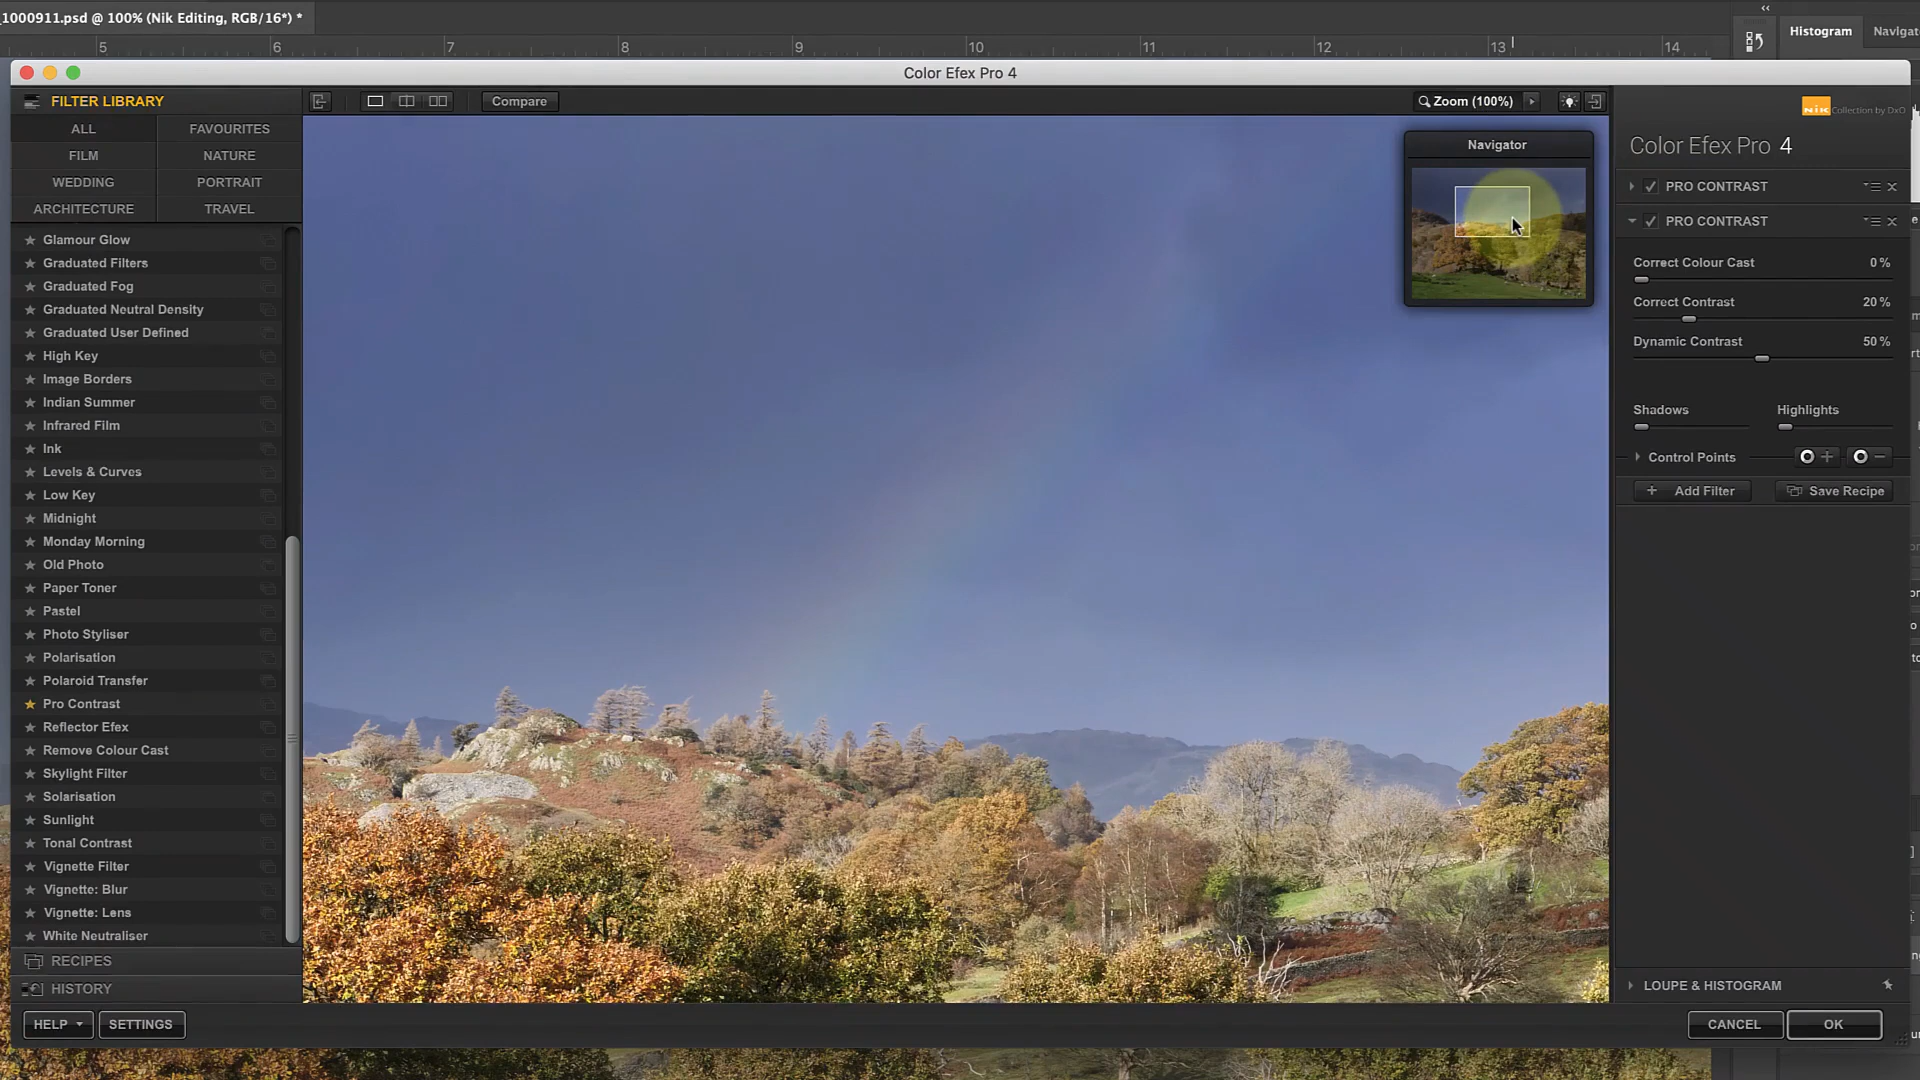 _1000911.psd @ 100% (Nik Editing, RGB/16*) *
Histogram
Navigat
5 6 7 8 9 10 11 12 13 14
Color Efex Pro 4
FILTER LIBRARY
Compare
Zoom (100%)
Nik Collection by DxO
ALL FAVOURITES
FILM NATURE
WEDDING PORTRAIT
ARCHITECTURE TRAVEL
Glamour Glow
Graduated Filters
Graduated Fog
Graduated Neutral Density
Graduated User Defined
High Key
Image Borders
Indian Summer
Infrared Film
Ink
Levels & Curves
Low Key
Midnight
Monday Morning
Old Photo
Paper Toner
Pastel
Photo Styliser
Polarisation
Polaroid Transfer
Pro Contrast
Reflector Efex
Remove Colour Cast
Skylight Filter
Solarisation
Sunlight
Tonal Contrast
Vignette Filter
Vignette: Blur
Vignette: Lens
White Neutraliser
RECIPES
HISTORY
HELP
SETTINGS
Navigator
Color Efex Pro 4
PRO CONTRAST
PRO CONTRAST
Correct Colour Cast 0 %
Correct Contrast 20 %
Dynamic Contrast 50 %
Shadows Highlights
Control Points
+ Add Filter Save Recipe
LOUPE & HISTOGRAM
CANCEL OK